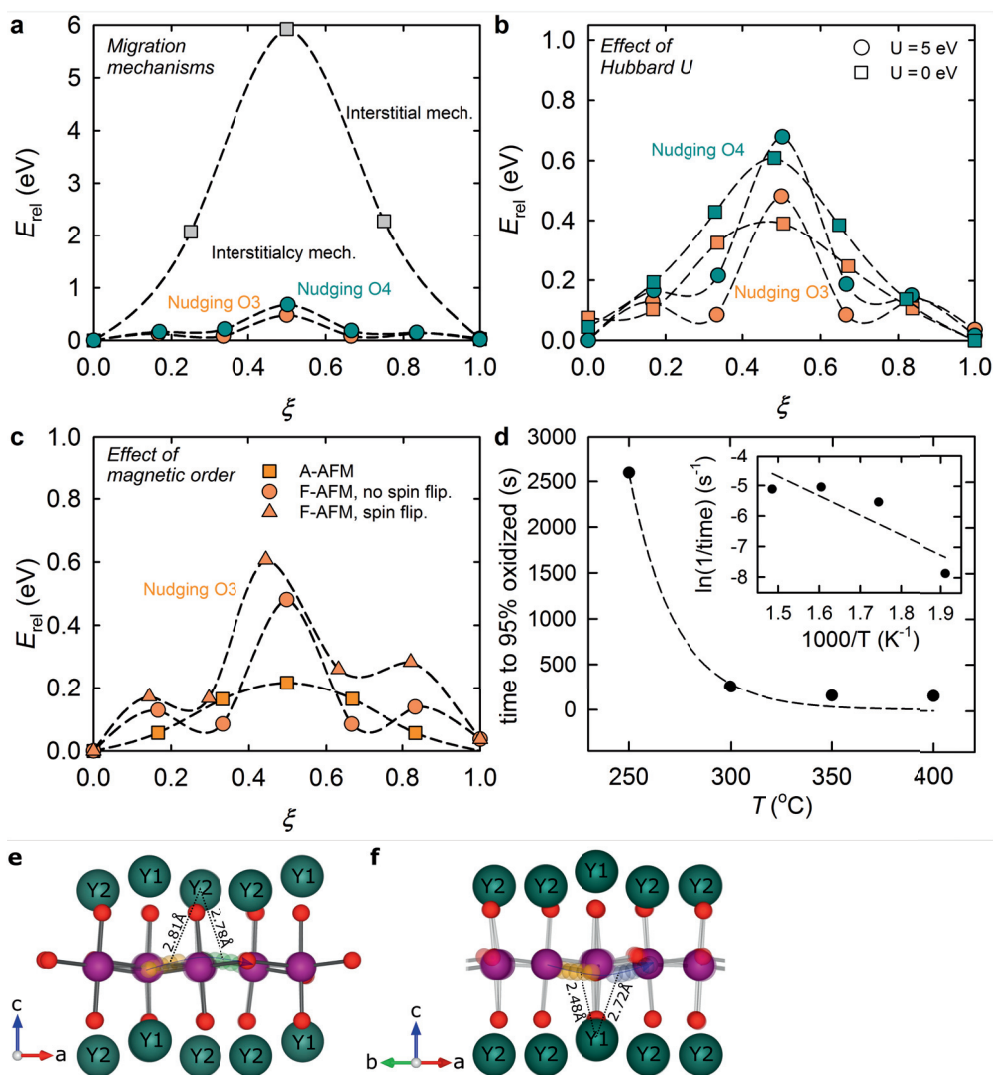 a
Migration
mechanisms
Interstitial mech.
Interstitialcy mech.
Nudging O3
Nudging O4
E_rel (eV)
6
5
4
3
2
1
0
0.0 0.2 0.4 0.6 0.8 1.0
ξ
b
Effect of
Hubbard U
U = 5 eV
U = 0 eV
Nudging O4
Nudging O3
E_rel (eV)
1.0
0.8
0.6
0.4
0.2
0.0
0.0 0.2 0.4 0.6 0.8 1.0
ξ
c
Effect of
magnetic order
A-AFM
F-AFM, no spin flip.
F-AFM, spin flip.
Nudging O3
E_rel (eV)
1.0
0.8
0.6
0.4
0.2
0.0
0.0 0.2 0.4 0.6 0.8 1.0
ξ
d
time to 95% oxidized (s⁻¹)
3000
2500
2000
1500
1000
500
0
250 300 350 400
T (°C)
ln(1/time) (s⁻¹)
-4
-5
-6
-7
-8
1.5 1.6 1.7 1.8 1.9
1000/T (K⁻¹)
e
Y2 Y1 Y2 Y2 Y1
2.81Å 2.78Å
Y2 Y1 Y2 Y2 Y1
c
a
f
Y2 Y2 Y1 Y2 Y2
2.48Å 2.72Å
Y2 Y2 Y1 Y2 Y2
c
b a